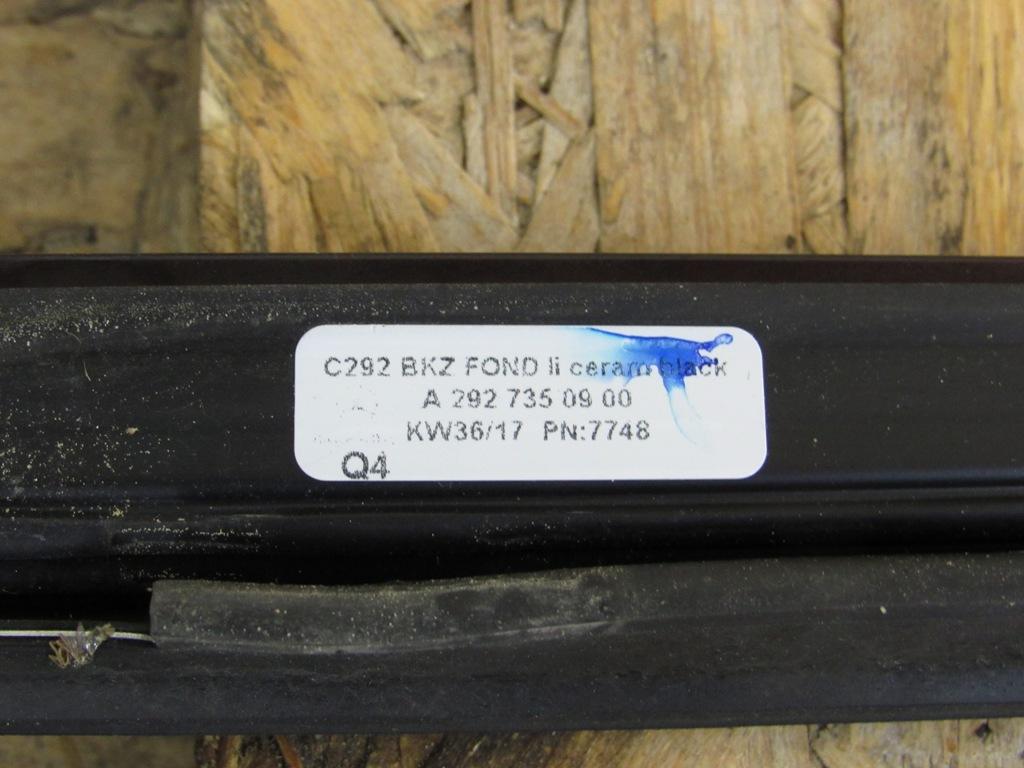 C292 BKZ FOND li ceram black
A 292 735 09 00
KW36/17 PN:7748
Q4